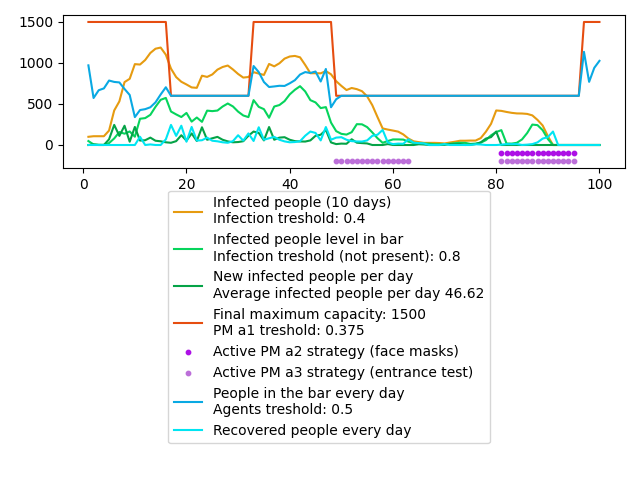 1500
1000
500
0
0
20
40
60
80
100
Infected people (10 days)
Infection treshold: 0.4
Infected people level in bar
Infection treshold (not present): 0.8
New infected people per day
Average infected people per day 46.62
Final maximum capacity: 1500
PM a1 treshold: 0.375
Active PM a2 strategy (face masks)
Active PM a3 strategy (entrance test)
People in the bar every day
Agents treshold: 0.5
Recovered people every day